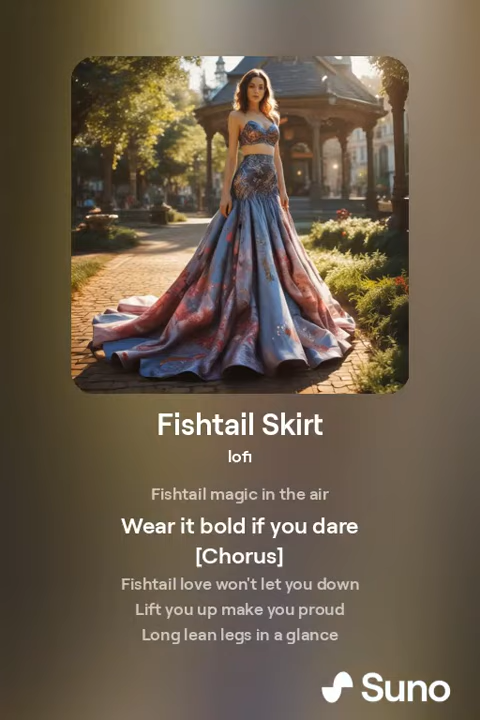 Fishtail Skirt
lofi
Fishtail magic in the air
Wear it bold if you dare
[Chorus]
Fishtail love won't let you down
Lift you up make you proud
Long lean legs in a glance
Suno